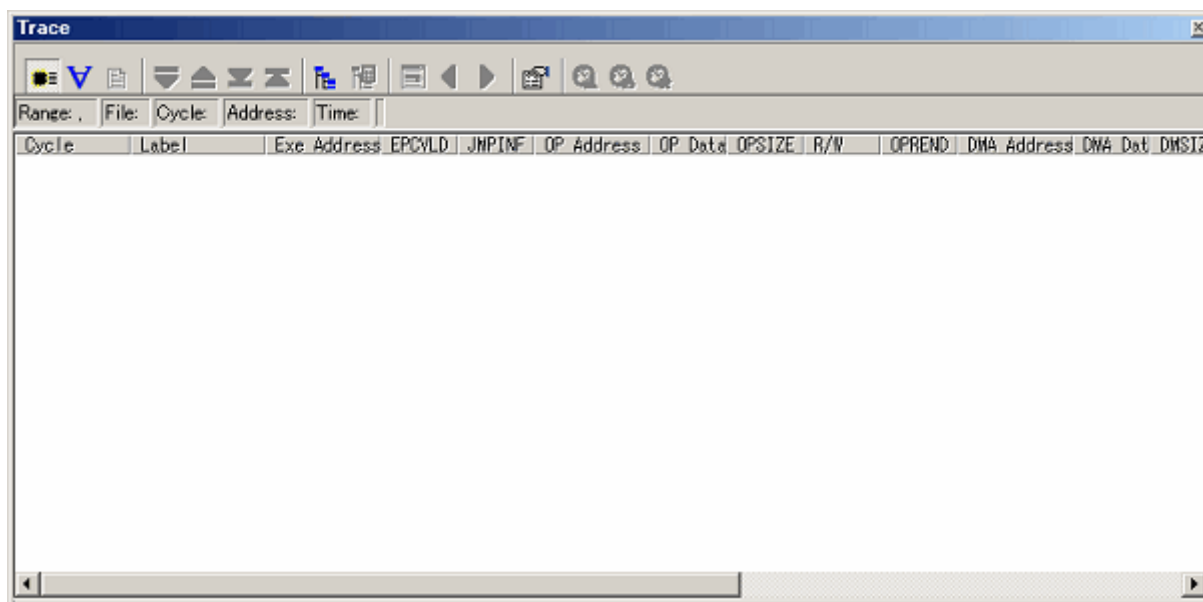 Trace
Range: , File: Cycle: Address: Time:
Cycle Label Exe Address EPCVLD JMPINF OP Address OP Data OPSIZE R/W OPREND DMA Address DMA Dat DMSIZ